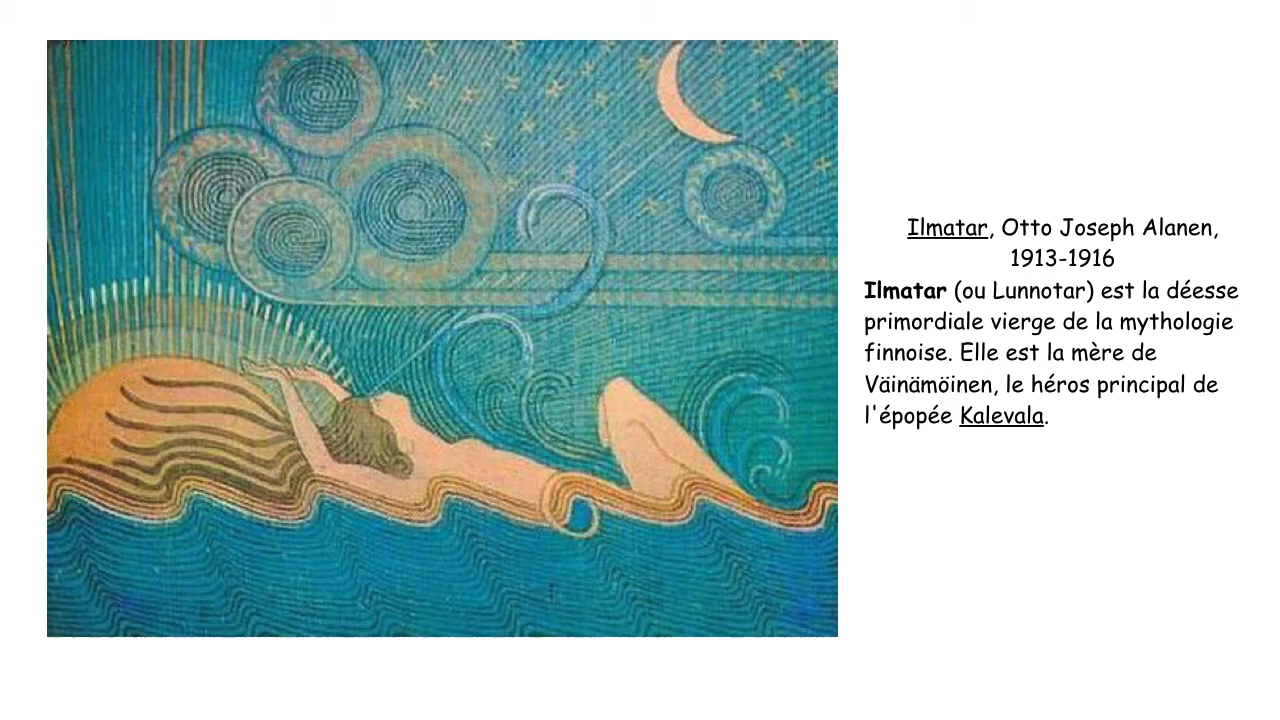 Ilmatar, Otto Joseph Alanen,
1913-1916
Ilmatar (ou Lunnotar) est la déesse
primordiale vierge de la mythologie
finnoise. Elle est la mère de
Väinämöinen, le héros principal de
l'épopée Kalevala.